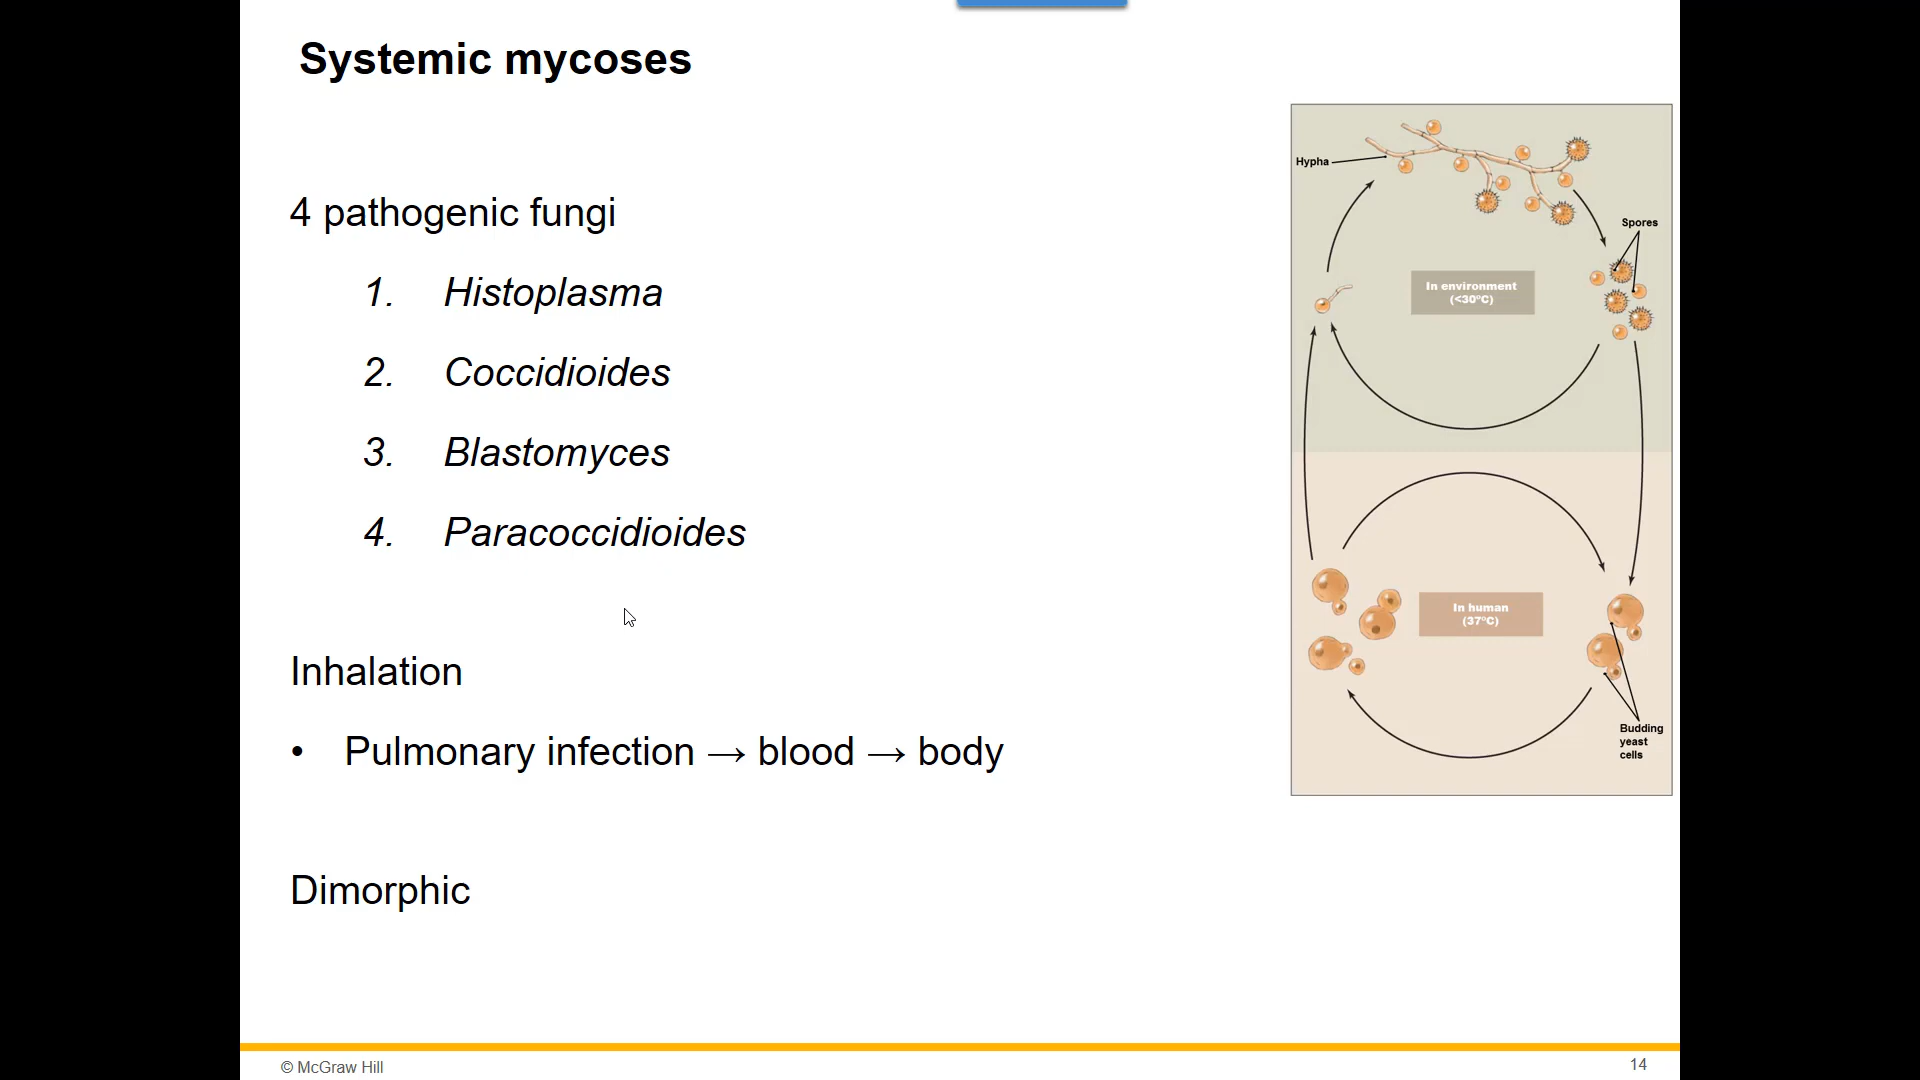 Systemic mycoses
4 pathogenic fungi
1. Histoplasma
2. Coccidioides
3. Blastomyces
4. Paracoccidioides
Inhalation
• Pulmonary infection → blood → body
Dimorphic
Hypha
Spores
In environment
(<30°C)
In human
(37°C)
Budding
yeast
cells
© McGraw Hill
14